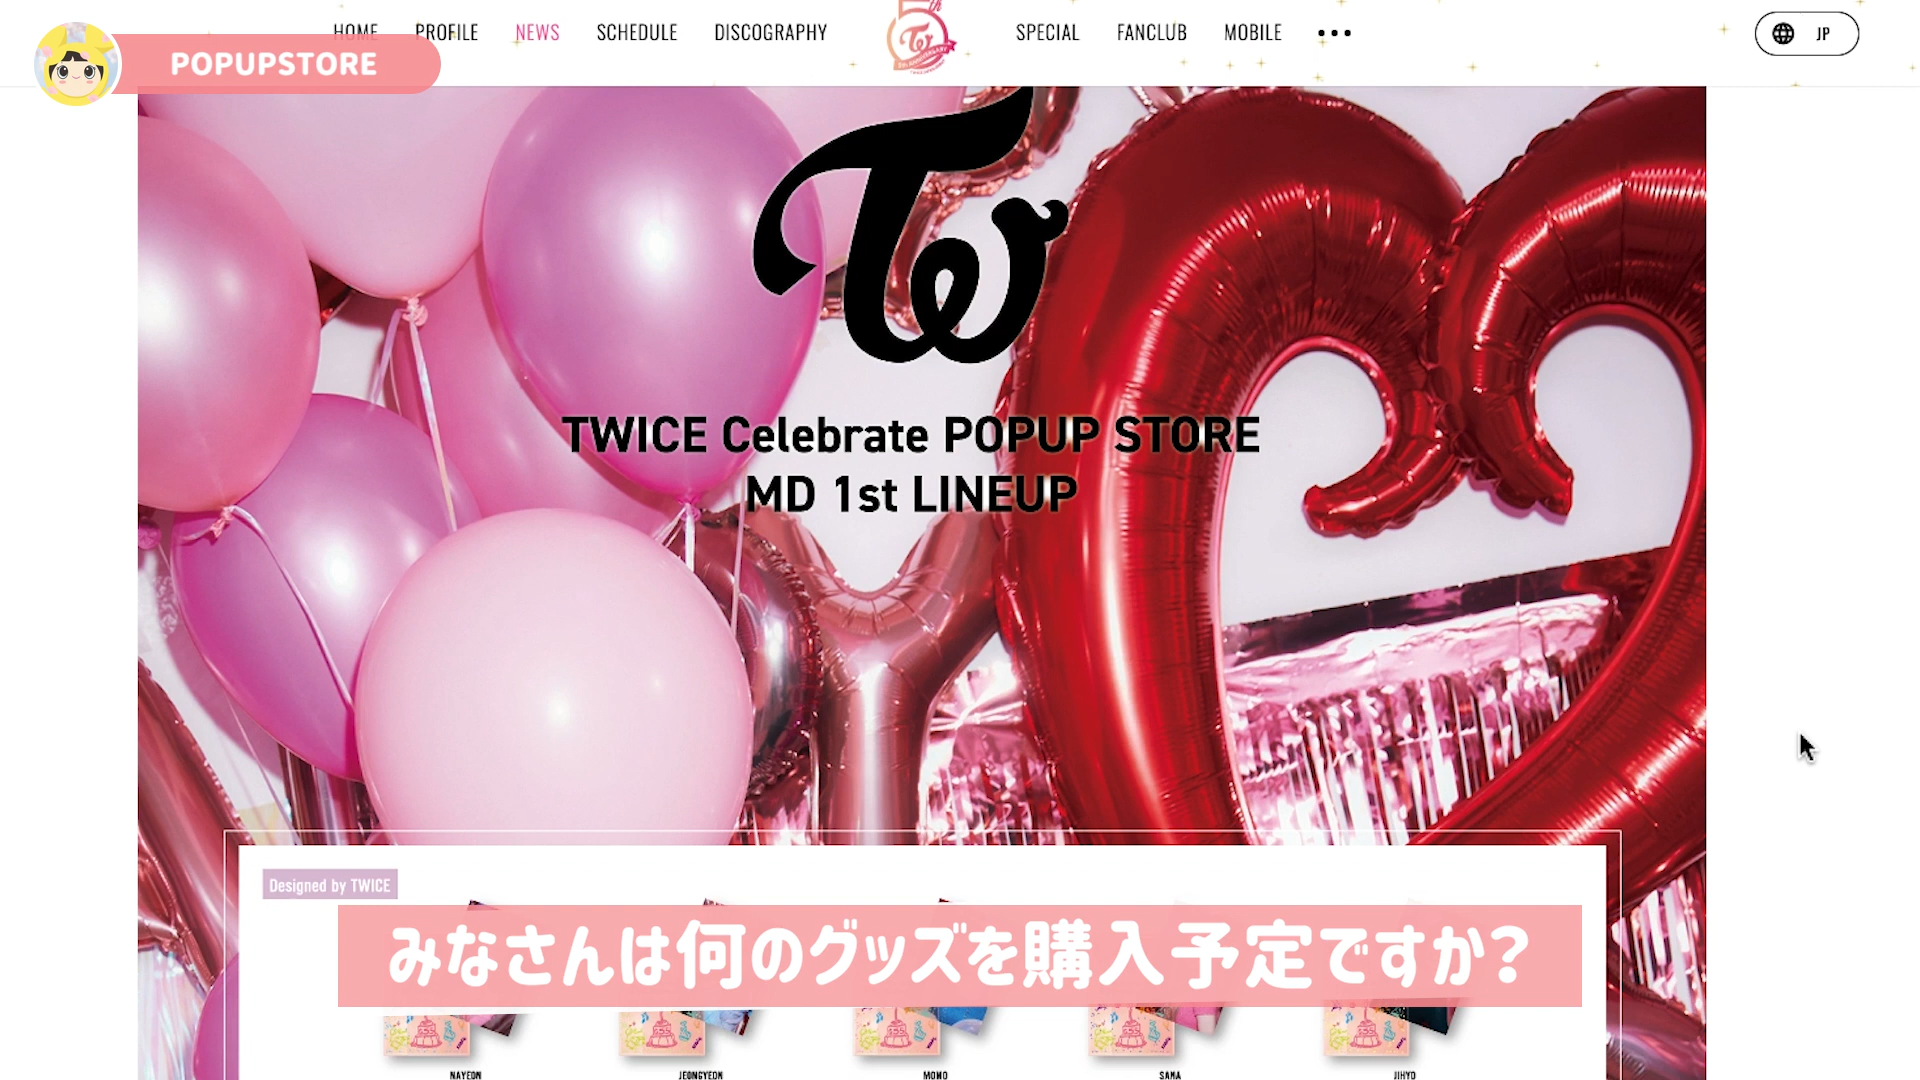 HOME PROFILE NEWS SCHEDULE DISCOGRAPHY SPECIAL FANCLUB MOBILE JP
POPUPSTORE
TWICE Celebrate POPUP STORE
MD 1st LINEUP
Designed by TWICE
みなさんは何のグッズを購入予定ですか?
NAYEON JEONGYEON MOMO SANA JIHYO